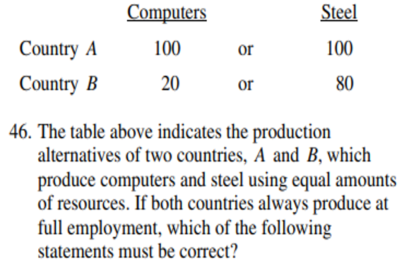 Computers Steel
Country A 100 or 100
Country B 20 or 80
46. The table above indicates the production
alternatives of two countries, A and B, which
produce computers and steel using equal amounts
of resources. If both countries always produce at
full employment, which of the following
statements must be correct?